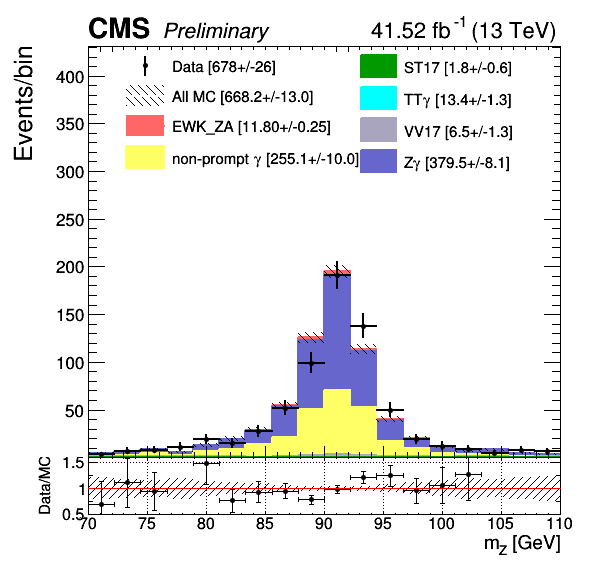 CMS Preliminary 41.52 fb⁻¹ (13 TeV)
Events/bin
400
350
300
250
200
150
100
50
Data [678+/-26]
All MC [668.2+/-13.0]
EWK_ZA [11.80+/-0.25]
non-prompt γ [255.1+/-10.0]
ST17 [1.8+/-0.6]
TTγ [13.4+/-1.3]
VV17 [6.5+/-1.3]
Zγ [379.5+/-8.1]
Data/MC
1.5
1
0.5
70 75 80 85 90 95 100 105 110
m_Z [GeV]